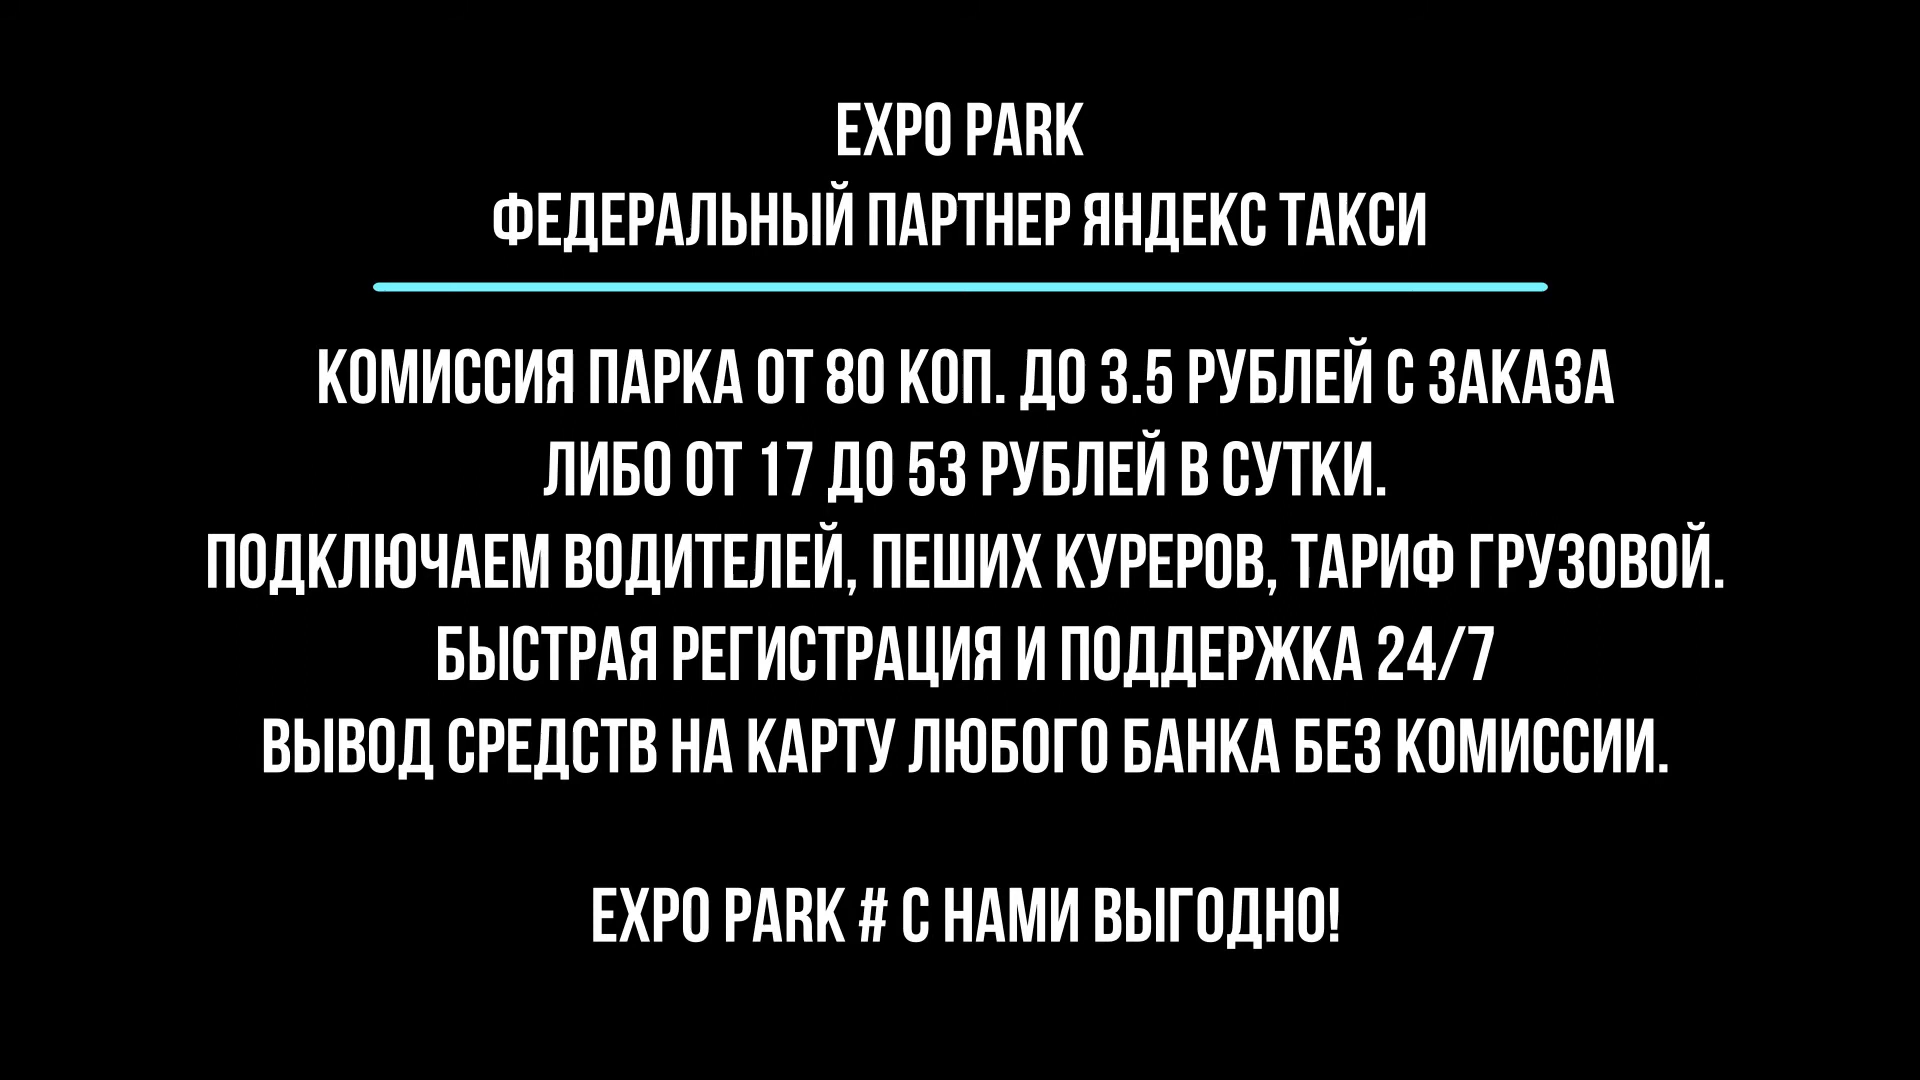 EXPO PARK
ФЕДЕРАЛЬНЫЙ ПАРТНЕР ЯНДЕКС ТАКСИ
КОМИССИЯ ПАРКА ОТ 80 КОП. ДО 3.5 РУБЛЕЙ С ЗАКАЗА
ЛИБО ОТ 17 ДО 53 РУБЛЕЙ В СУТКИ.
ПОДКЛЮЧАЕМ ВОДИТЕЛЕЙ, ПЕШИХ КУРЕРОВ, ТАРИФ ГРУЗОВОЙ.
БЫСТРАЯ РЕГИСТРАЦИЯ И ПОДДЕРЖКА 24/7
ВЫВОД СРЕДСТВ НА КАРТУ ЛЮБОГО БАНКА БЕЗ КОМИССИИ.
EXPO PARK # С НАМИ ВЫГОДНО!